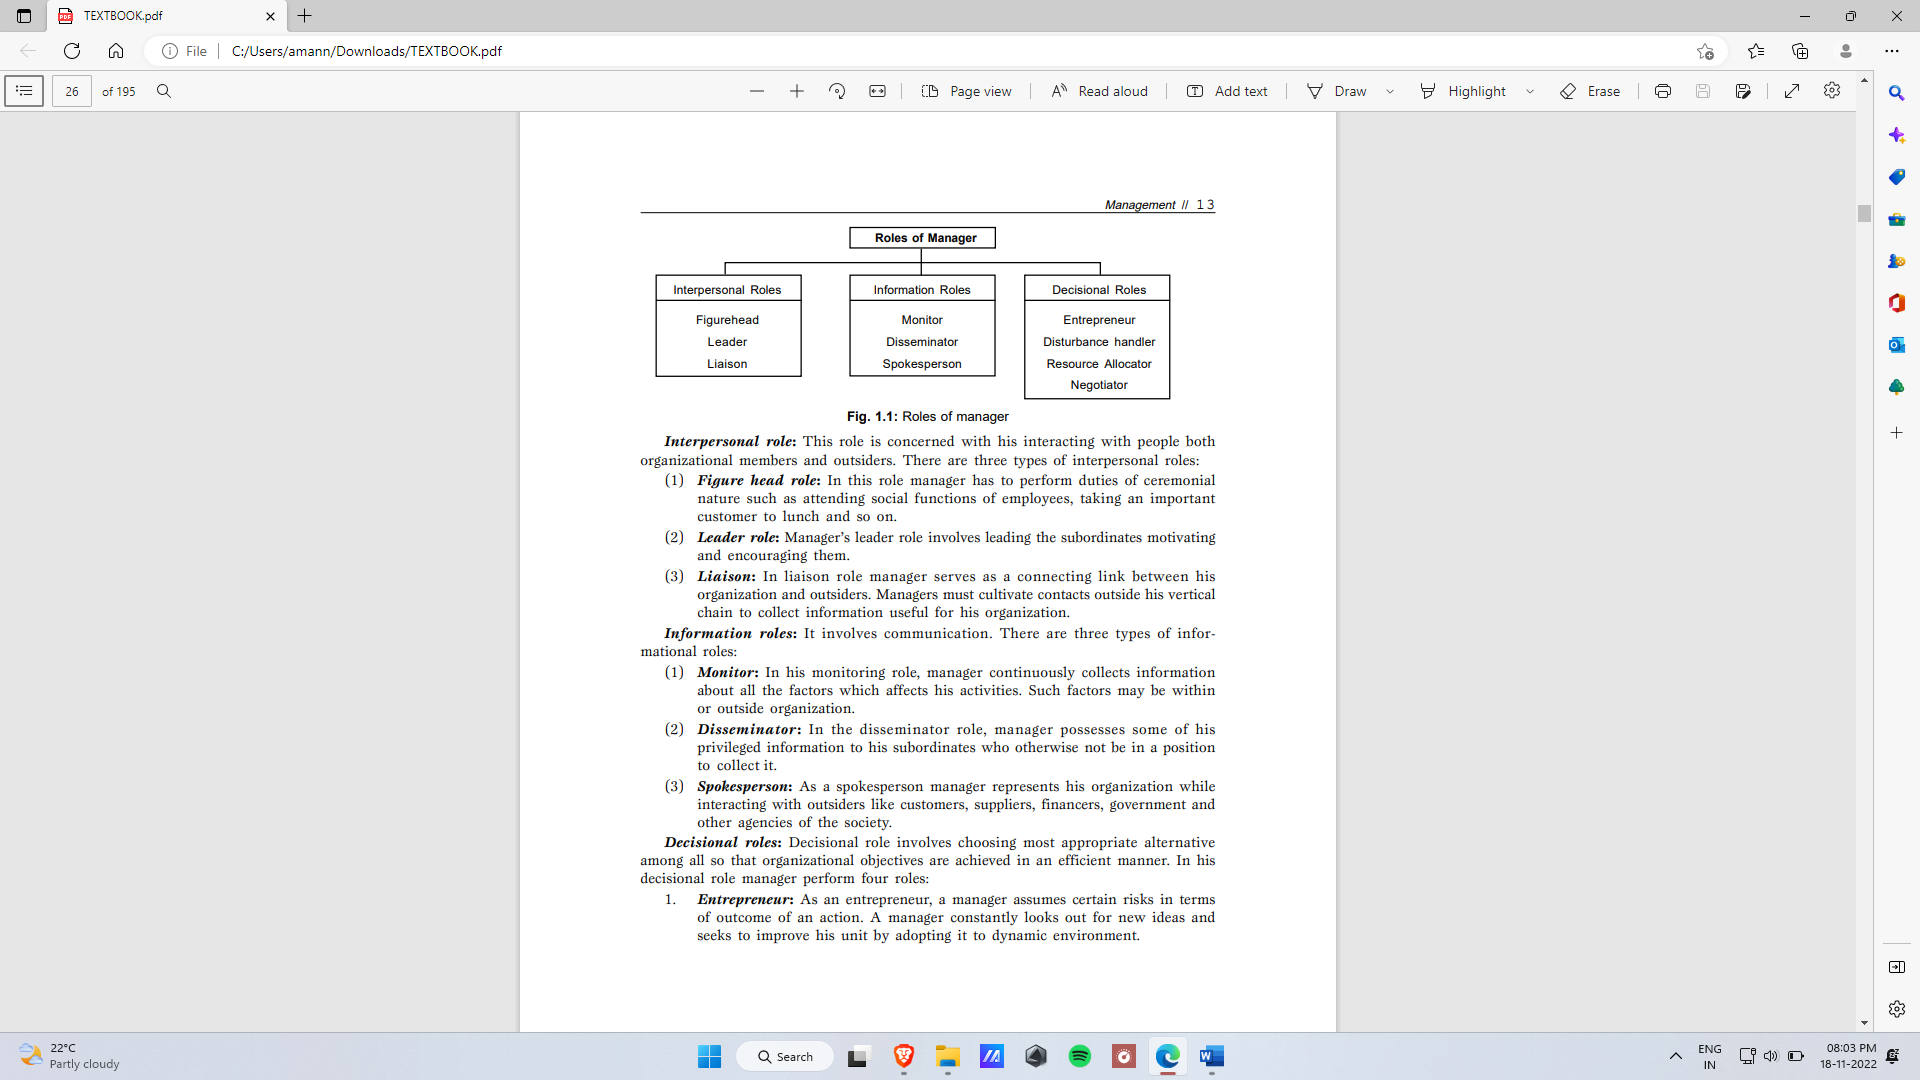 TEXTBOOK.pdf
File
C:/Users/amann/Downloads/TEXTBOOK.pdf
26 of 195
Page view
Read aloud
Add text
Draw
Highlight
Erase
Management // 13
Roles of Manager
Interpersonal Roles
Figurehead
Leader
Liaison
Information Roles
Monitor
Disseminator
Spokesperson
Decisional Roles
Entrepreneur
Disturbance handler
Resource Allocator
Negotiator
Fig. 1.1: Roles of manager
Interpersonal role: This role is concerned with his interacting with people both
organizational members and outsiders. There are three types of interpersonal roles:
(1) Figure head role: In this role manager has to perform duties of ceremonial
nature such as attending social functions of employees, taking an important
customer to lunch and so on.
(2) Leader role: Manager's leader role involves leading the subordinates motivating
and encouraging them.
(3) Liaison: In liaison role manager serves as a connecting link between his
organization and outsiders. Managers must cultivate contacts outside his vertical
chain to collect information useful for his organization.
Information roles: It involves communication. There are three types of infor-
mational roles:
(1) Monitor: In his monitoring role, manager continuously collects information
about all the factors which affects his activities. Such factors may be within
or outside organization.
(2) Disseminator: In the disseminator role, manager possesses some of his
privileged information to his subordinates who otherwise not be in a position
to collect it.
(3) Spokesperson: As a spokesperson manager represents his organization while
interacting with outsiders like customers, suppliers, financers, government and
other agencies of the society.
Decisional roles: Decisional role involves choosing most appropriate alternative
among all so that organizational objectives are achieved in an efficient manner. In his
decisional role manager perform four roles:
1. Entrepreneur: As an entrepreneur, a manager assumes certain risks in terms
of outcome of an action. A manager constantly looks out for new ideas and
seeks to improve his unit by adopting it to dynamic environment.
22°C
Partly cloudy
Search
ENG
IN
08:03 PM
18-11-2022